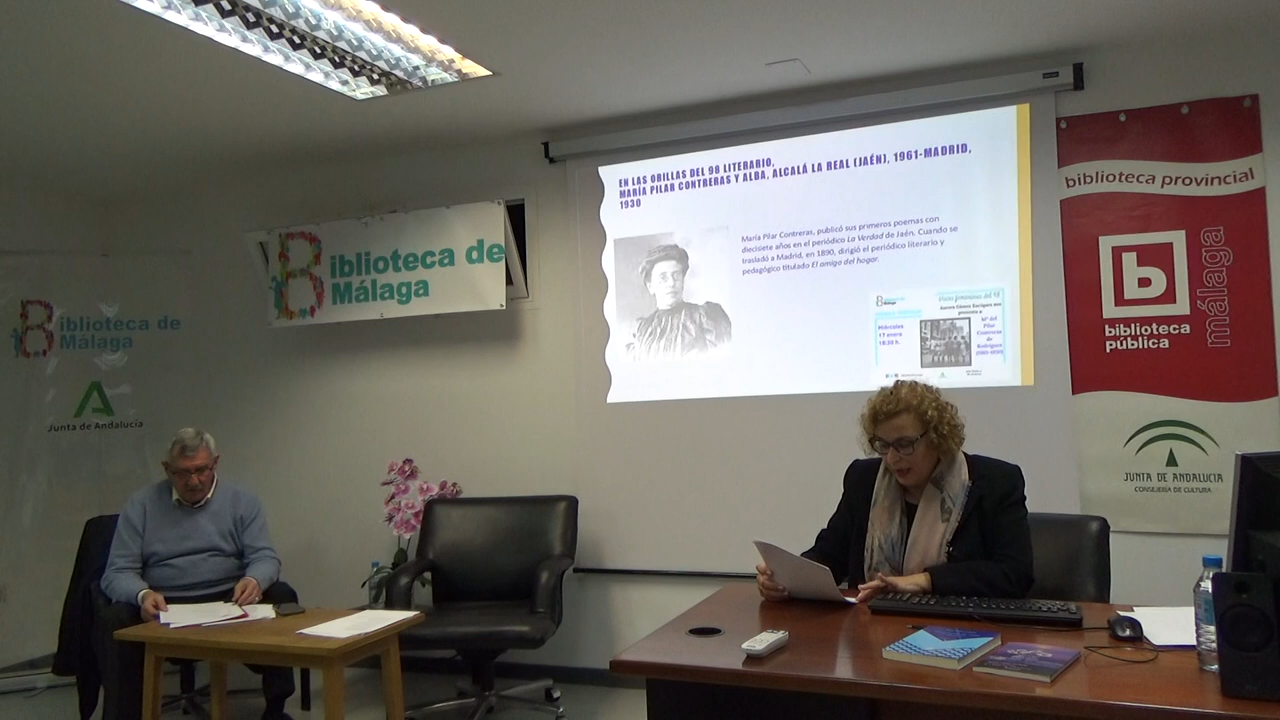 EN LAS ORILLAS DEL 98 LITERARIO,
MARÍA PILAR CONTRERAS Y ALBA, ALCALÁ LA REAL (JAÉN), 1961-MADRID,
1930
María Pilar Contreras, publicó sus primeros poemas con
diecisiete años en el periódico La Verdad de Jaén. Cuando se
trasladó a Madrid, en 1890, dirigió el periódico literario y
pedagógico titulado El amigo del hogar.
Miércoles
17 enero
18:30 h.
Mª del
Pilar
Contreras
de
Rodríguez
Biblioteca de
Málaga
Biblioteca de
Málaga
Junta de Andalucía
biblioteca provincial
b
málaga
biblioteca
pública
JUNTA DE ANDALUCIA
CONSEJERÍA DE CULTURA